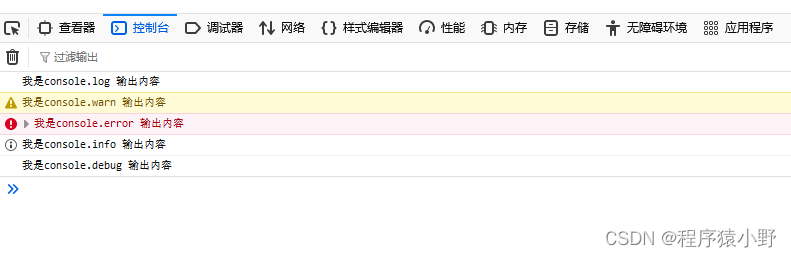 查看器 控制台 调试器 网络 样式编辑器 性能 内存 存储 无障碍环境 应用程序
过滤输出
我是console.log 输出内容
我是console.warn 输出内容
我是console.error 输出内容
我是console.info 输出内容
我是console.debug 输出内容
CSDN @程序猿小野